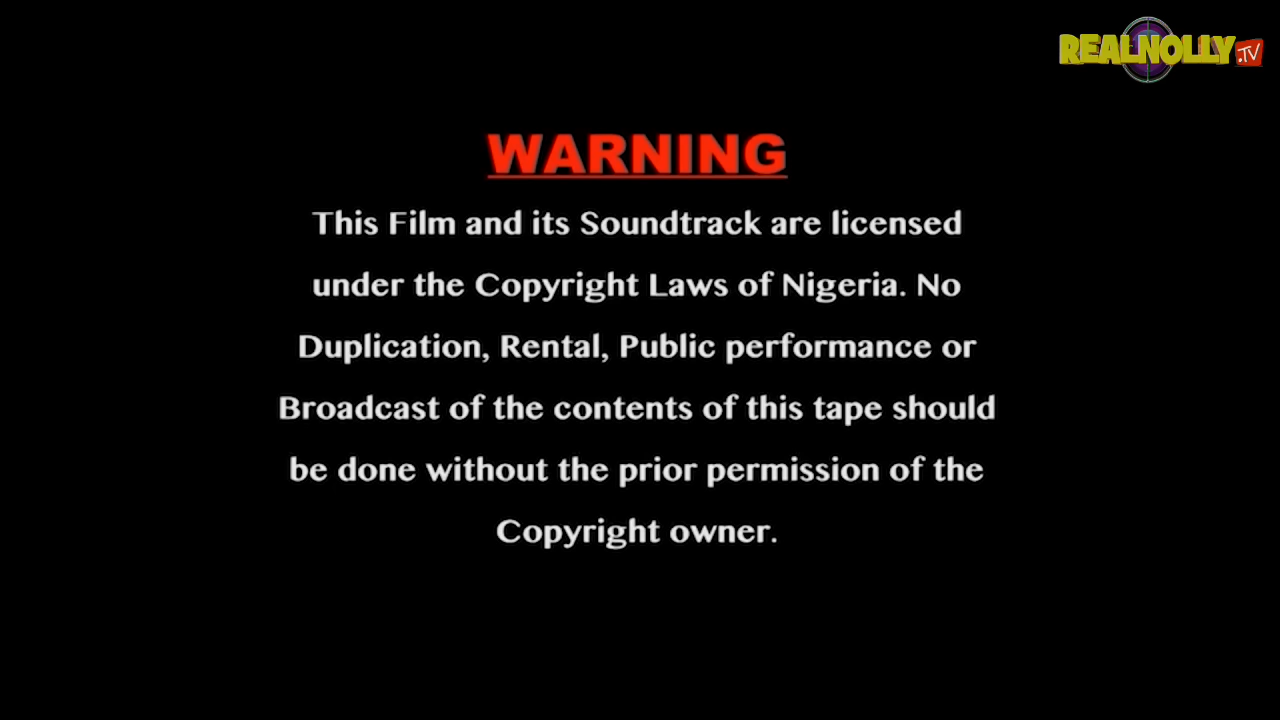 REALNOLLY.TV
WARNING
This Film and its Soundtrack are licensed
under the Copyright Laws of Nigeria. No
Duplication, Rental, Public performance or
Broadcast of the contents of this tape should
be done without the prior permission of the
Copyright owner.